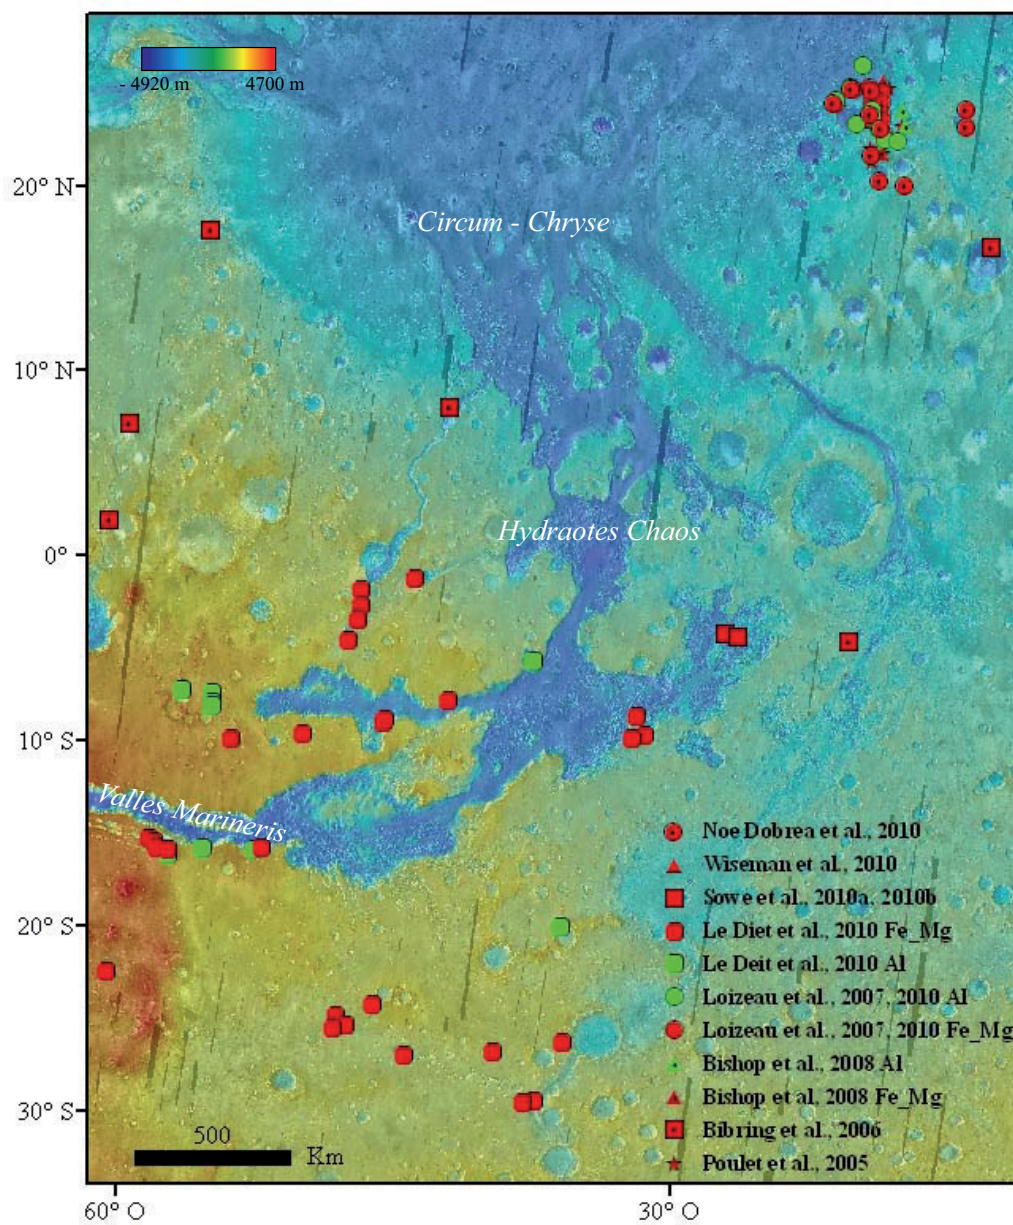 - 4920 m 4700 m
20° N
Circum - Chryse
10° N
Hydraotes Chaos
0°
10° S
Valles Marineris
Noe Dobrea et al., 2010
Wiseman et al., 2010
Sowe et al., 2010a, 2010b
20° S
Le Diet et al., 2010 Fe_Mg
Le Deit et al., 2010 Al
Loizeau et al., 2007, 2010 Al
Loizeau et al., 2007, 2010 Fe_Mg
Bishop et al., 2008 Al
Bishop et al, 2008 Fe_Mg
30° S
Bibring et al., 2006
500 Km
Poulet et al., 2005
60° O 30° O